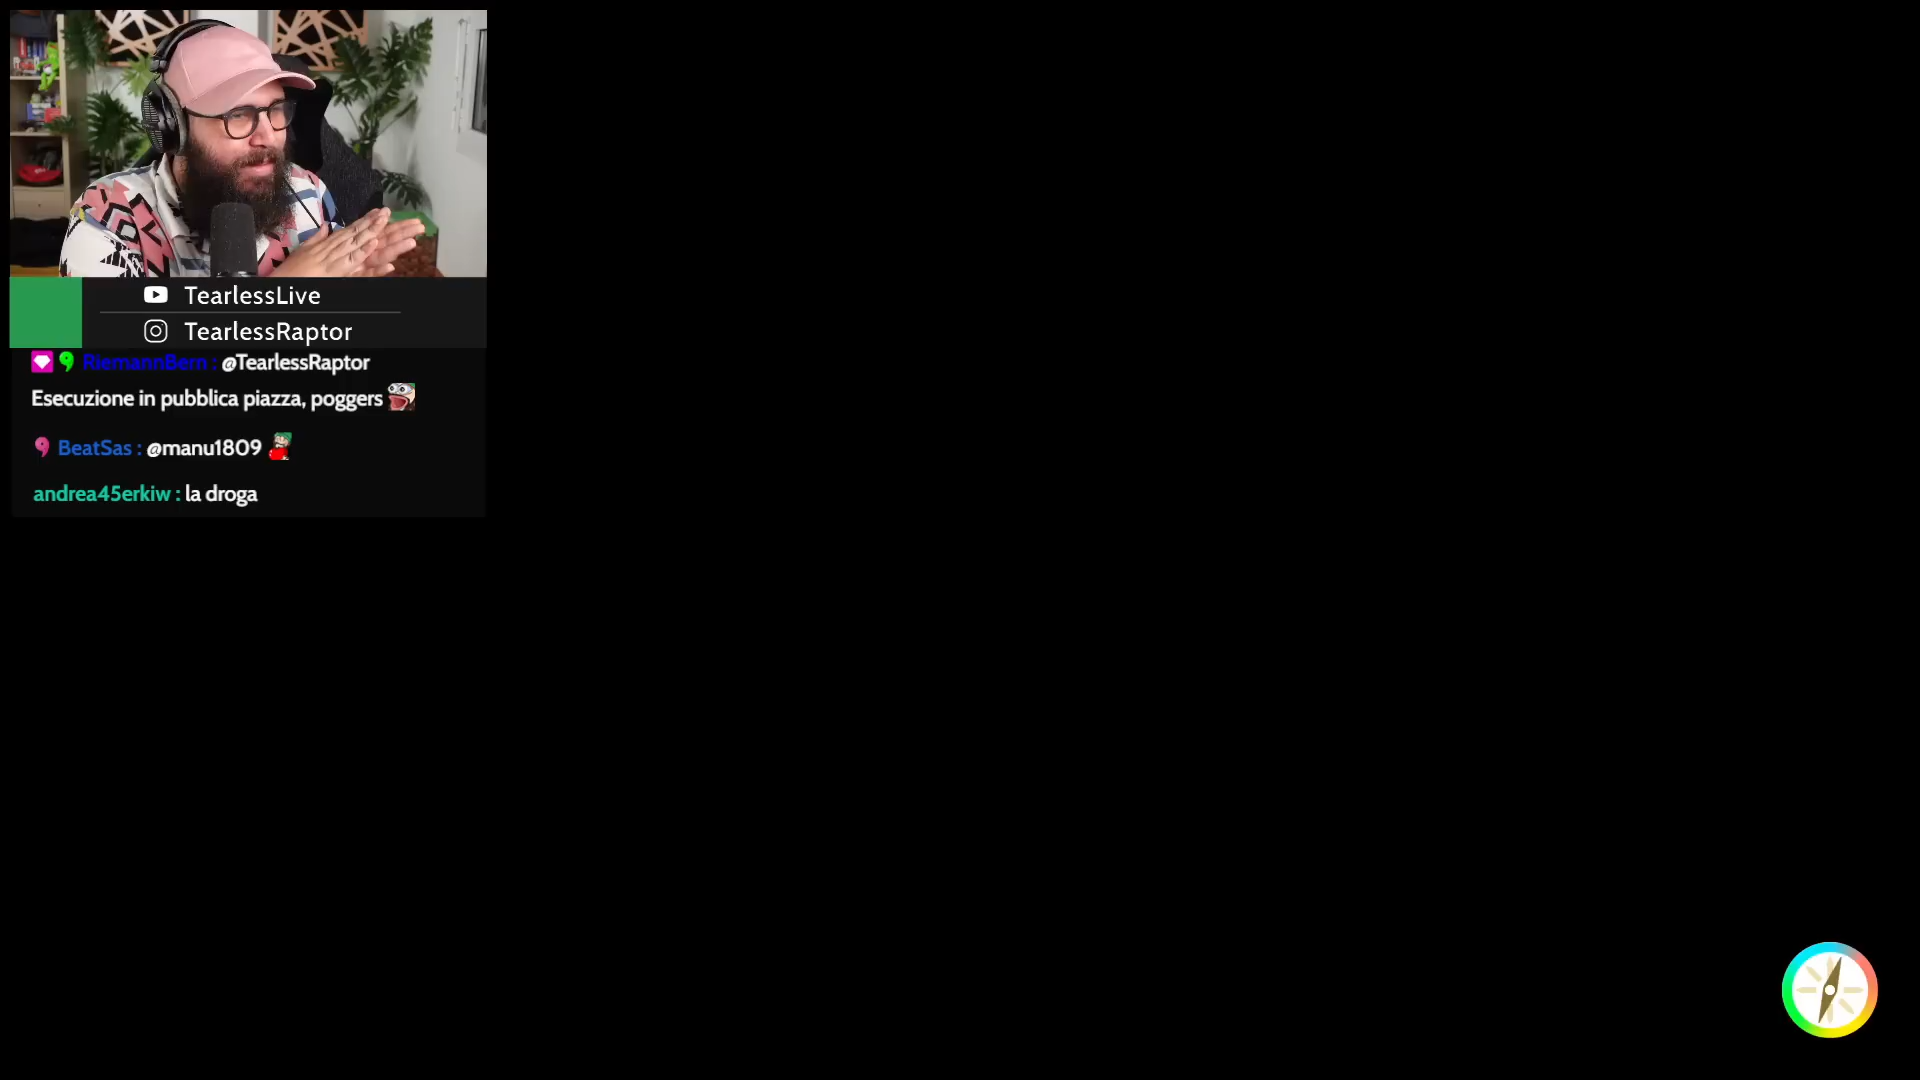 TearlessLive
TearlessRaptor
RiemannBern : @TearlessRaptor
Esecuzione in pubblica piazza, poggers
BeatSas : @manu1809
andrea45erkiw : la droga